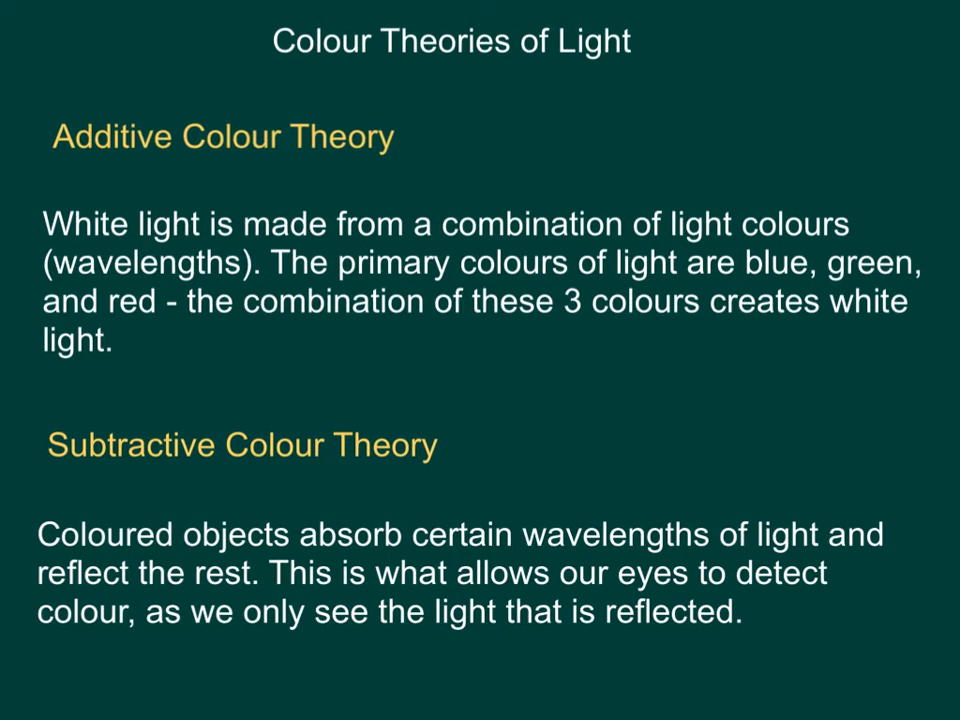 Colour Theories of Light
Additive Colour Theory
White light is made from a combination of light colours
(wavelengths). The primary colours of light are blue, green,
and red - the combination of these 3 colours creates white
light.
Subtractive Colour Theory
Coloured objects absorb certain wavelengths of light and
reflect the rest. This is what allows our eyes to detect
colour, as we only see the light that is reflected.